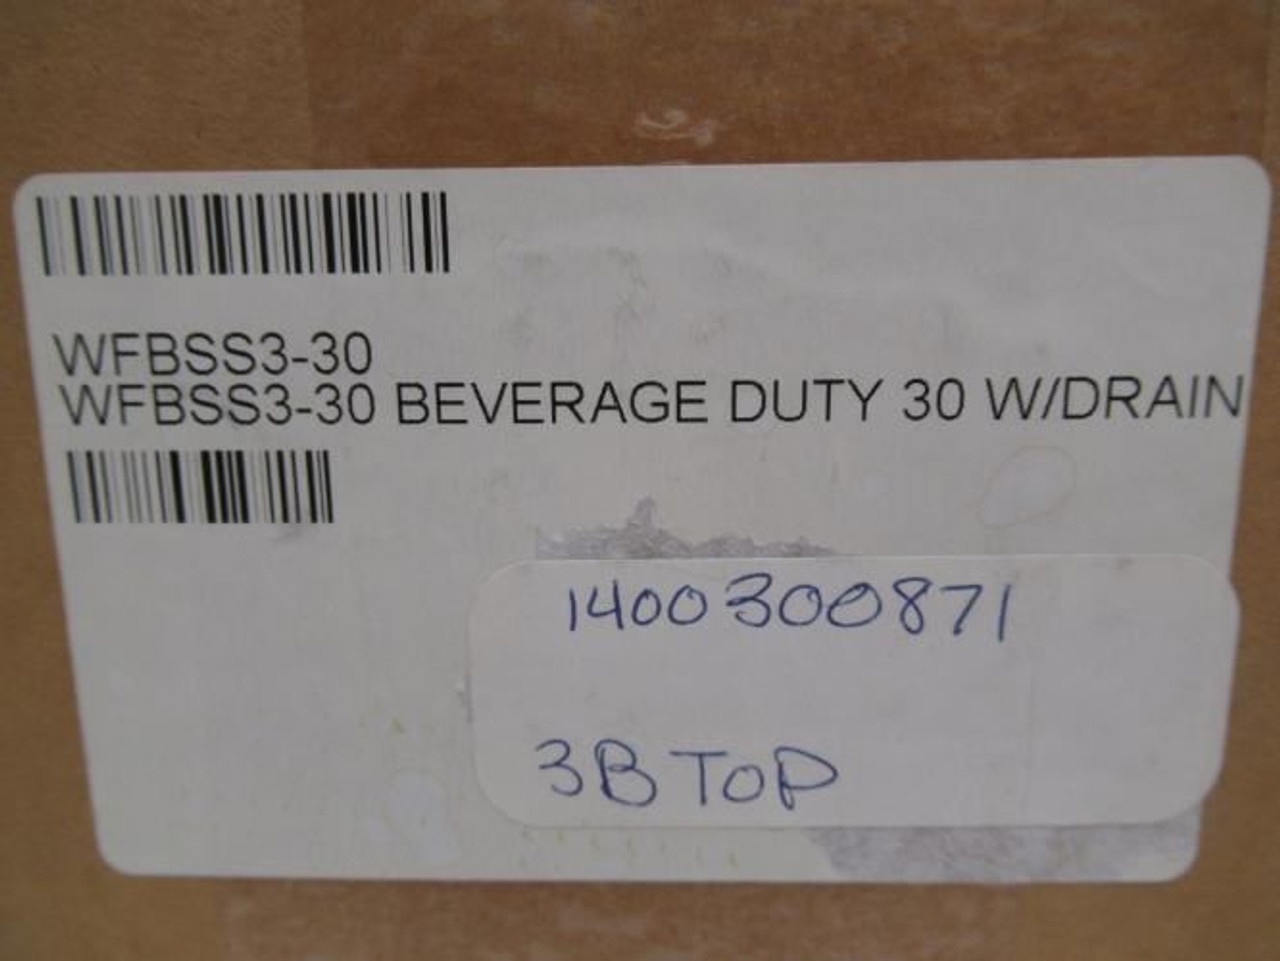 WFBSS3-30
WFBSS3-30 BEVERAGE DUTY 30 W/DRAIN
1400300871
3B TOP